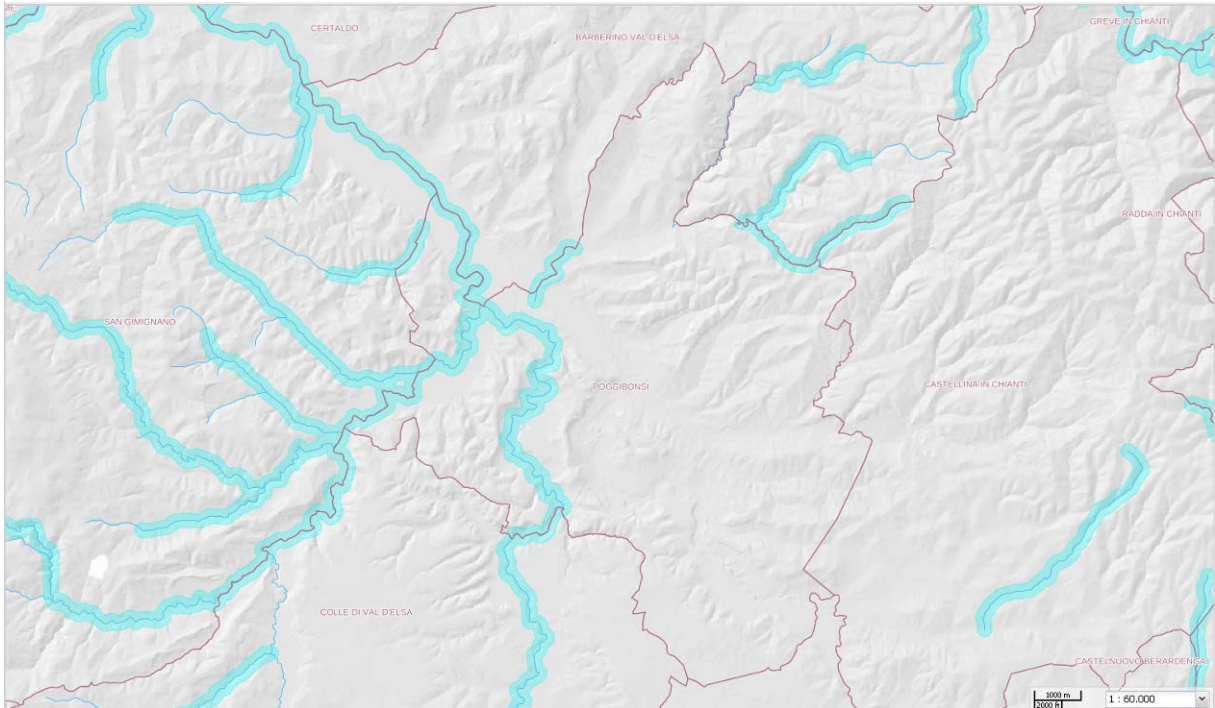 GREVE IN CHIANTI
CERTALDO
BARBERINO VAL D'ELSA
RADDA IN CHIANTI
SAN GIMIGNANO
POGGIBONSI
CASTELLINA IN CHIANTI
COLLE DI VAL D'ELSA
CASTELNUOVO BERARDENGA
1000 m
2000 ft
1 : 60.000